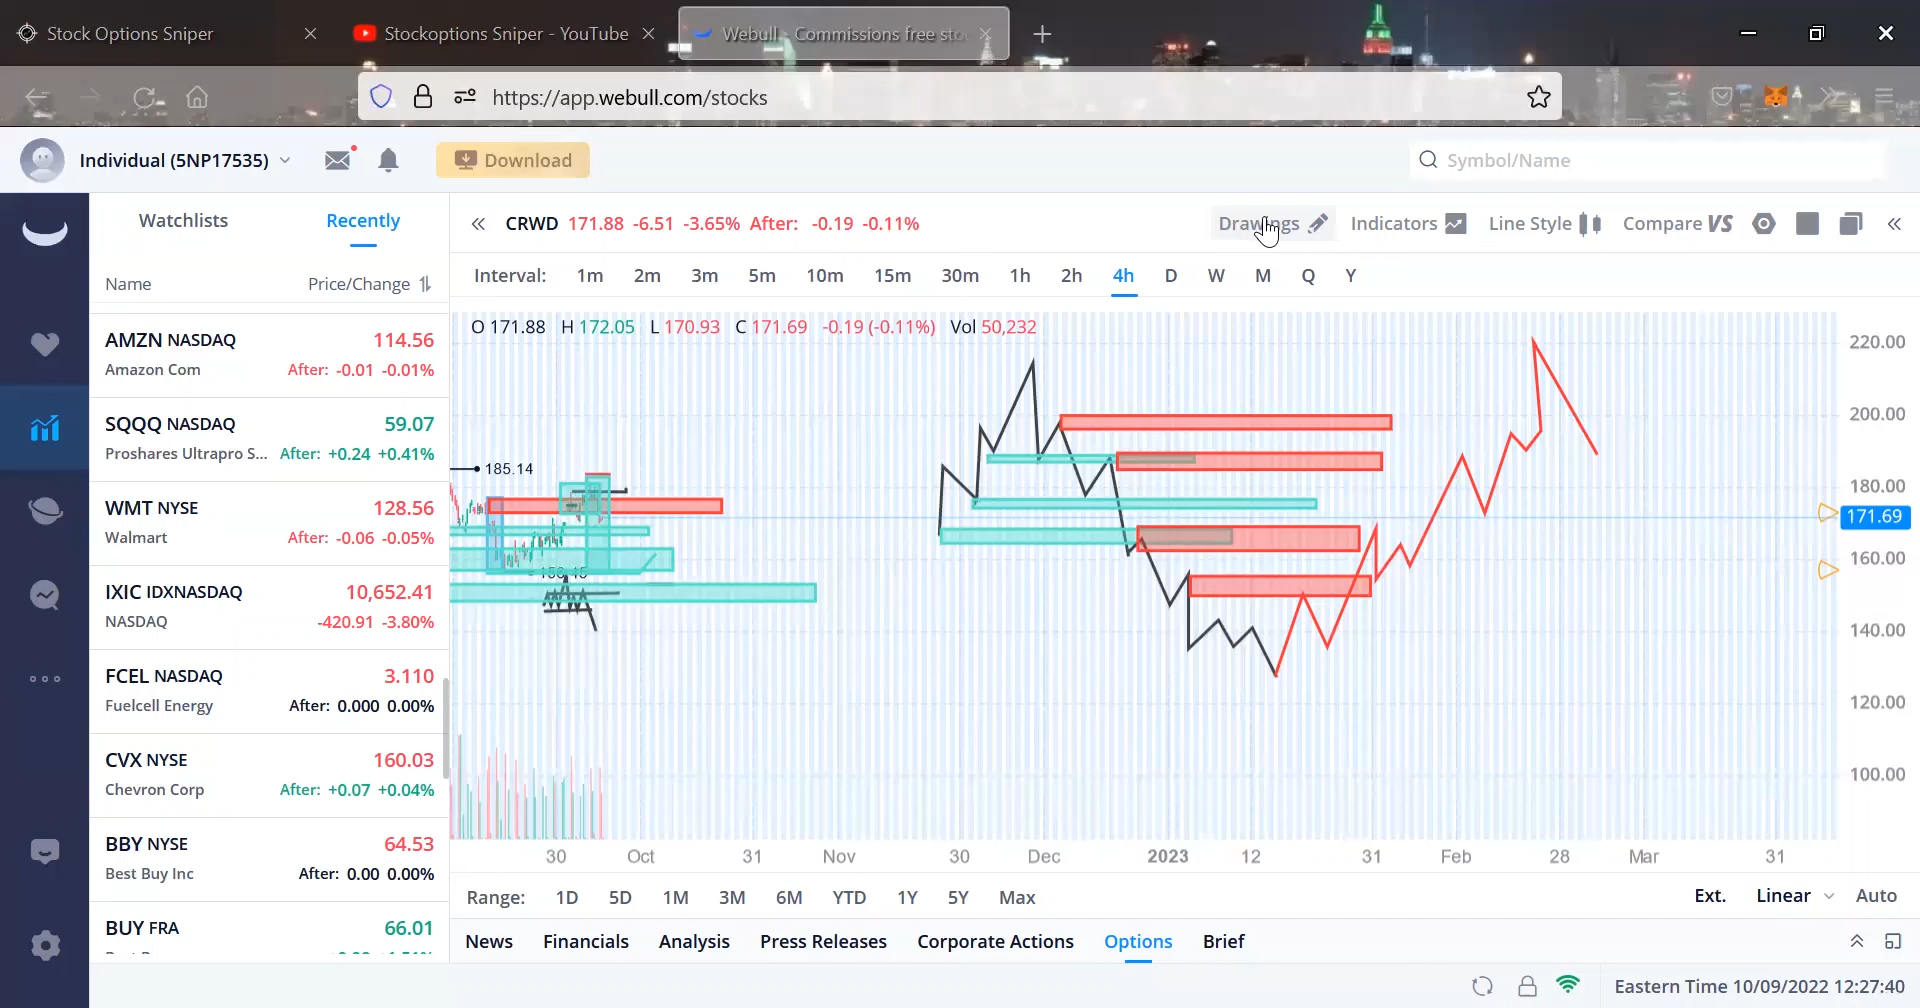 Stock Options Sniper
Stockoptions Sniper - YouTube
Webull - Commissions free sto
https://app.webull.com/stocks
Individual (5NP17535)
Download
Symbol/Name
Watchlists Recently
Name Price/Change
AMZN NASDAQ 114.56
Amazon Com After: -0.01 -0.01%
SQQQ NASDAQ 59.07
Proshares Ultrapro S... After: +0.24 +0.41%
WMT NYSE 128.56
Walmart After: -0.06 -0.05%
IXIC IDXNASDAQ 10,652.41
NASDAQ -420.91 -3.80%
FCEL NASDAQ 3.110
Fuelcell Energy After: 0.000 0.00%
CVX NYSE 160.03
Chevron Corp After: +0.07 +0.04%
BBY NYSE 64.53
Best Buy Inc After: 0.00 0.00%
BUY FRA 66.01
CRWD 171.88 -6.51 -3.65% After: -0.19 -0.11%
Drawings Indicators Line Style Compare VS
Interval: 1m 2m 3m 5m 10m 15m 30m 1h 2h 4h D W M Q Y
O 171.88 H 172.05 L 170.93 C 171.69 -0.19 (-0.11%) Vol 50,232
185.14
220.00
200.00
180.00
171.69
160.00
140.00
120.00
100.00
30 Oct 31 Nov 30 Dec 2023 12 31 Feb 28 Mar 31
Range: 1D 5D 1M 3M 6M YTD 1Y 5Y Max
Ext. Linear Auto
News Financials Analysis Press Releases Corporate Actions Options Brief
Eastern Time 10/09/2022 12:27:40